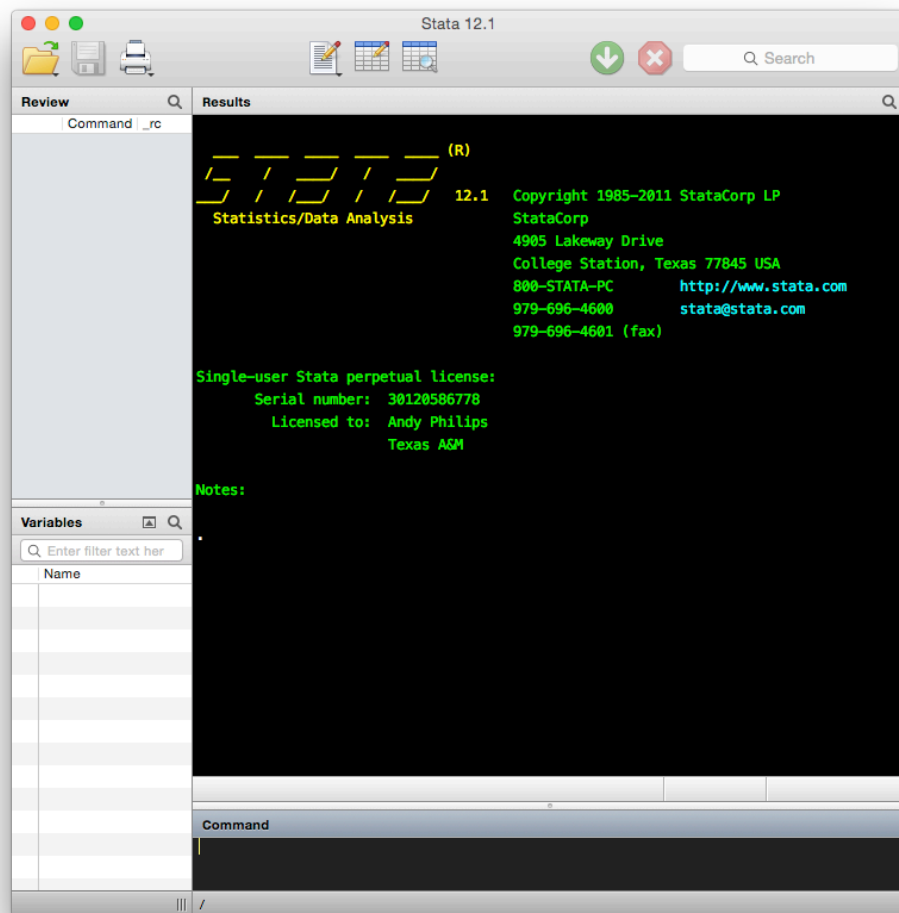 Stata 12.1
Search
Review
Command _rc
Results
(R)
12.1 Copyright 1985-2011 StataCorp LP
Statistics/Data Analysis StataCorp
4905 Lakeway Drive
College Station, Texas 77845 USA
800-STATA-PC http://www.stata.com
979-696-4600 stata@stata.com
979-696-4601 (fax)
Single-user Stata perpetual license:
Serial number: 30120586778
Licensed to: Andy Philips
Texas A&M
Notes:
.
Variables
Enter filter text her
Name
Command
/